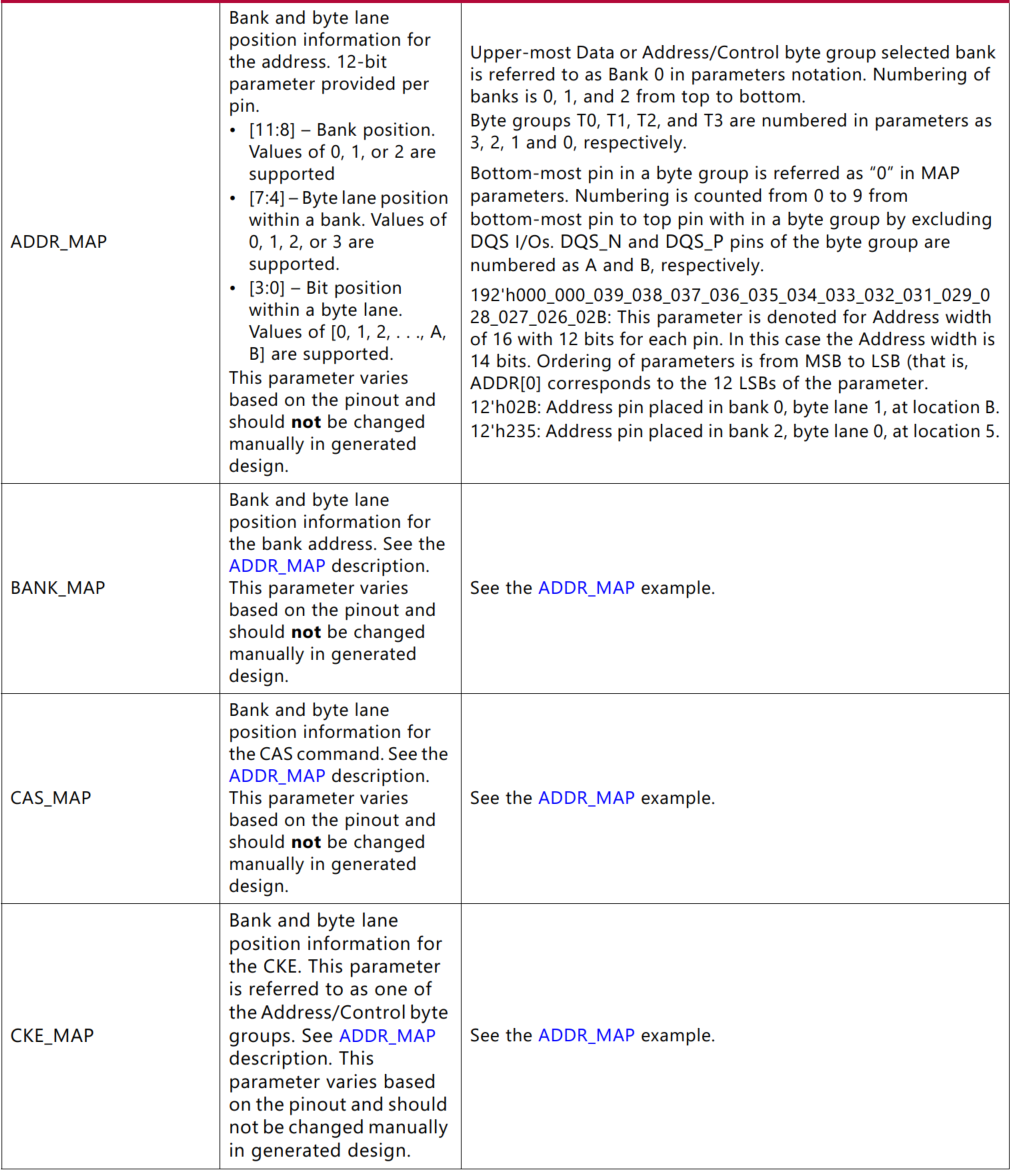 ADDR_MAP
Bank and byte lane
position information for
the address. 12-bit
parameter provided per
pin.
• [11:8] – Bank position.
Values of 0, 1, or 2 are
supported
• [7:4] – Byte lane position
within a bank. Values of
0, 1, 2, or 3 are
supported.
• [3:0] – Bit position
within a byte lane.
Values of [0, 1, 2, . . ., A,
B] are supported.
This parameter varies
based on the pinout and
should not be changed
manually in generated
design.
Upper-most Data or Address/Control byte group selected bank
is referred to as Bank 0 in parameters notation. Numbering of
banks is 0, 1, and 2 from top to bottom.
Byte groups T0, T1, T2, and T3 are numbered in parameters as
3, 2, 1 and 0, respectively.
Bottom-most pin in a byte group is referred as “0” in MAP
parameters. Numbering is counted from 0 to 9 from
bottom-most pin to top pin with in a byte group by excluding
DQS I/Os. DQS_N and DQS_P pins of the byte group are
numbered as A and B, respectively.
192'h000_000_039_038_037_036_035_034_033_032_031_029_0
28_027_026_02B: This parameter is denoted for Address width
of 16 with 12 bits for each pin. In this case the Address width is
14 bits. Ordering of parameters is from MSB to LSB (that is,
ADDR[0] corresponds to the 12 LSBs of the parameter.
12'h02B: Address pin placed in bank 0, byte lane 1, at location B.
12'h235: Address pin placed in bank 2, byte lane 0, at location 5.
BANK_MAP
Bank and byte lane
position information for
the bank address. See the
ADDR_MAP description.
This parameter varies
based on the pinout and
should not be changed
manually in generated
design.
See the ADDR_MAP example.
CAS_MAP
Bank and byte lane
position information for
the CAS command. See the
ADDR_MAP description.
This parameter varies
based on the pinout and
should not be changed
manually in generated
design.
See the ADDR_MAP example.
CKE_MAP
Bank and byte lane
position information for
the CKE. This parameter
is referred to as one of
the Address/Control byte
groups. See ADDR_MAP
description. This
parameter varies based
on the pinout and should
not be changed manually
in generated design.
See the ADDR_MAP example.